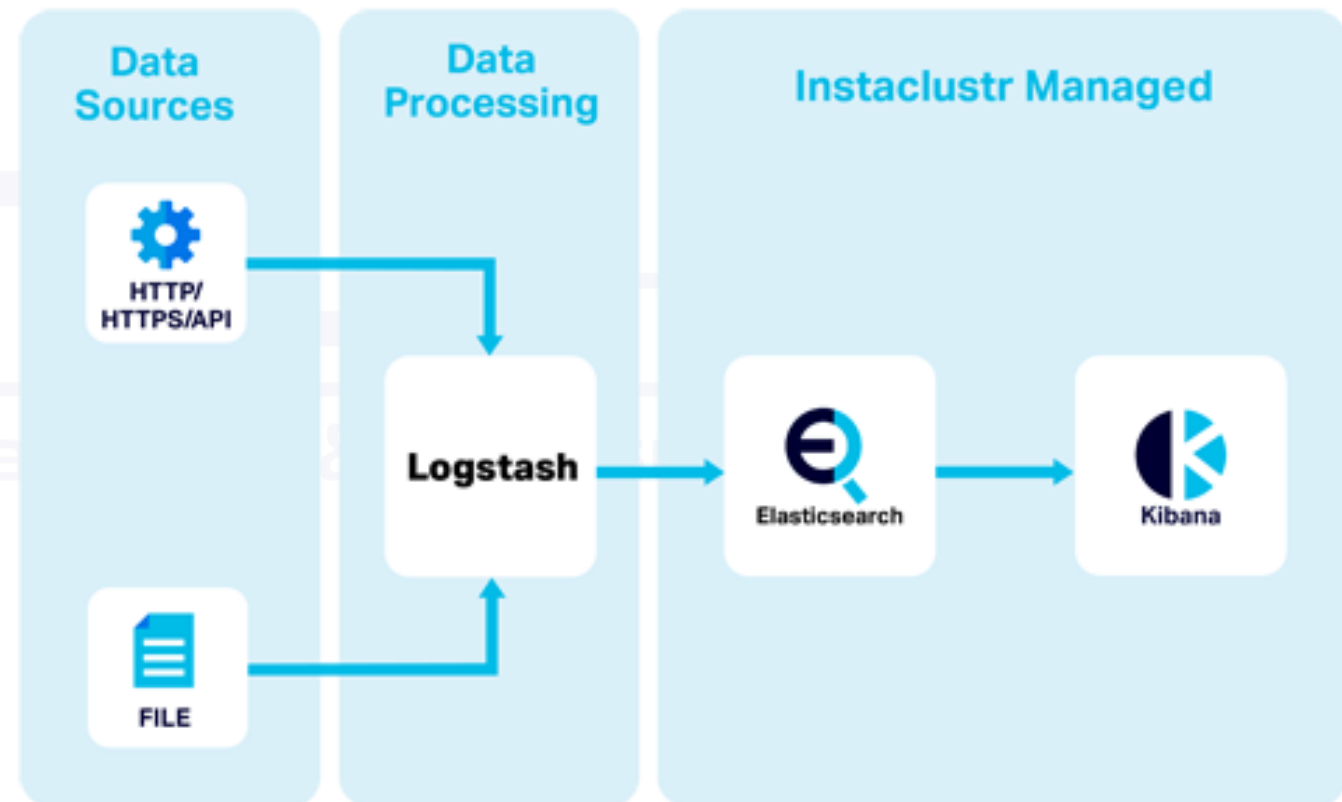 Data
Sources
Data
Processing
Instaclustr Managed
HTTP/
HTTPS/API
Logstash
Elasticsearch
Kibana
FILE